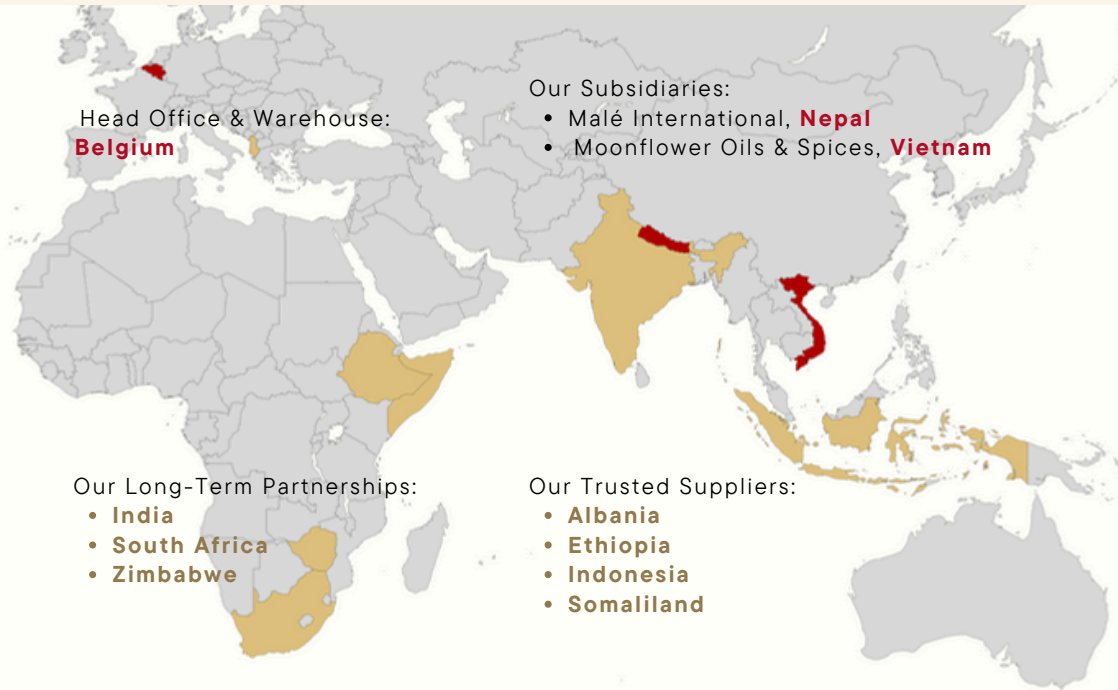 Head Office & Warehouse:
Belgium
Our Subsidiaries:
• Malé International, Nepal
• Moonflower Oils & Spices, Vietnam
Our Long-Term Partnerships:
• India
• South Africa
• Zimbabwe
Our Trusted Suppliers:
• Albania
• Ethiopia
• Indonesia
• Somaliland